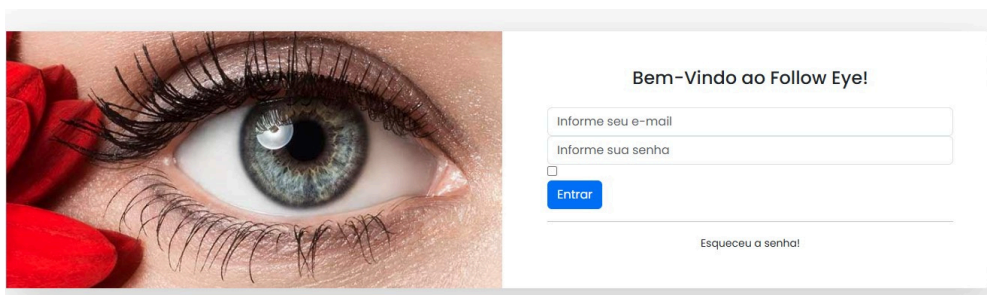 Bem-Vindo ao Follow Eye!
Informe seu e-mail
Informe sua senha
Entrar
Esqueceu a senha!